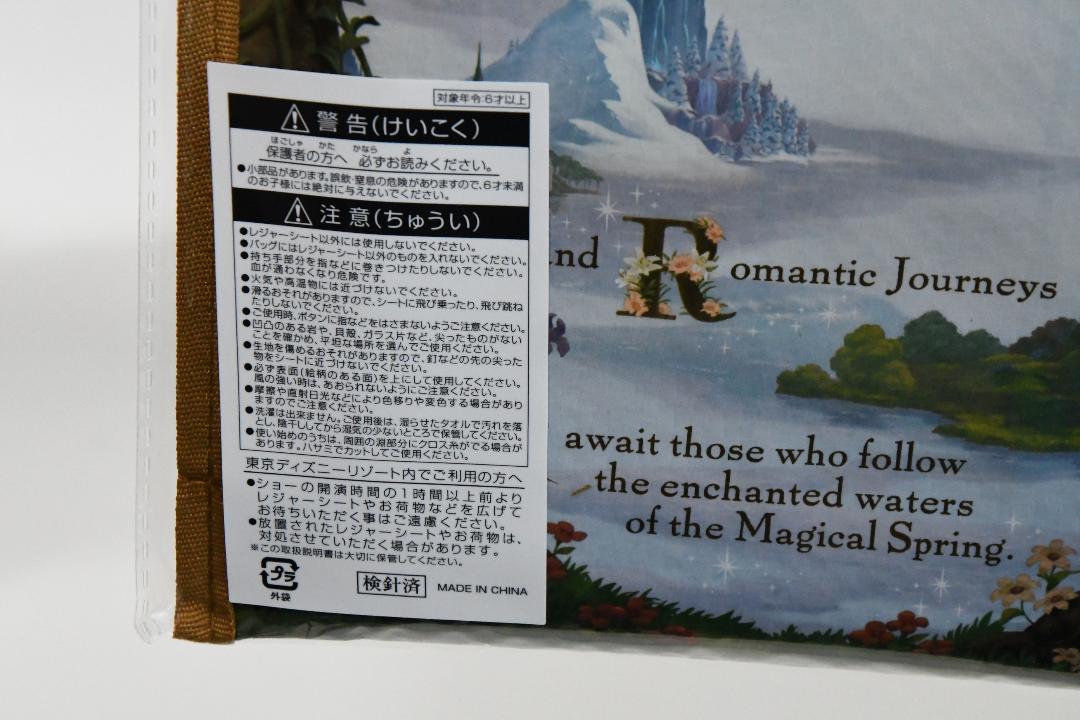 対象年令:6才以上
警告(けいこく)
ほごしゃ かた かなら よ
保護者の方へ 必ずお読みください。
●小部品があります。誤飲・窒息の危険がありますので、6才未満
のお子様には絶対に与えないでください。
注意(ちゅうい)
●レジャーシート以外には使用しないでください。
●バッグにはレジャーシート以外のものを入れないでください。
●持ち手部分を指などに巻きつけたりしないでください。
血が通わなくなり危険です。
●火気や高温物には近づけないでください。
●滑るおそれがありますので、シートに飛び乗ったり、飛び跳ね
たりしないでください。
●ご使用時、ボタンに指などをはさまないようご注意ください。
●凹凸のある岩や、貝殻、ガラス片など、尖ったものがない
ことを確かめ、平坦な場所を選んでご使用ください。
●生地を傷めるおそれがありますので、釘などの先の尖った
物をシートに近づけないでください。
●必ず表面(絵柄のある面)を上にして使用してください。
風の強い時は、あおられないようにご注意ください。
●摩擦や直射日光などにより色移りや変色する場合があり
ますのでご注意ください。
●洗濯は出来ません。ご使用後は、湿らせたタオルで汚れを落
とし、陰干ししてから湿気の少ないところで保管してください。
●使い始めのうちは、周囲の淵部分にクロス糸がでる場合が
あります。ハサミでカットしてご使用ください。
東京ディズニーリゾート内でご利用の方へ
●ショーの開演時間の1時間以上前より
レジャーシートやお荷物などを広げて
お待ちいただく事はご遠慮ください。
●放置されたレジャーシートやお荷物は、
対処させていただく場合があります。
※この取扱説明書は大切に保管してください。
プラ
外袋
検針済 MADE IN CHINA
nd Romantic Journeys
await those who follow
the enchanted waters
of the Magical Spring.